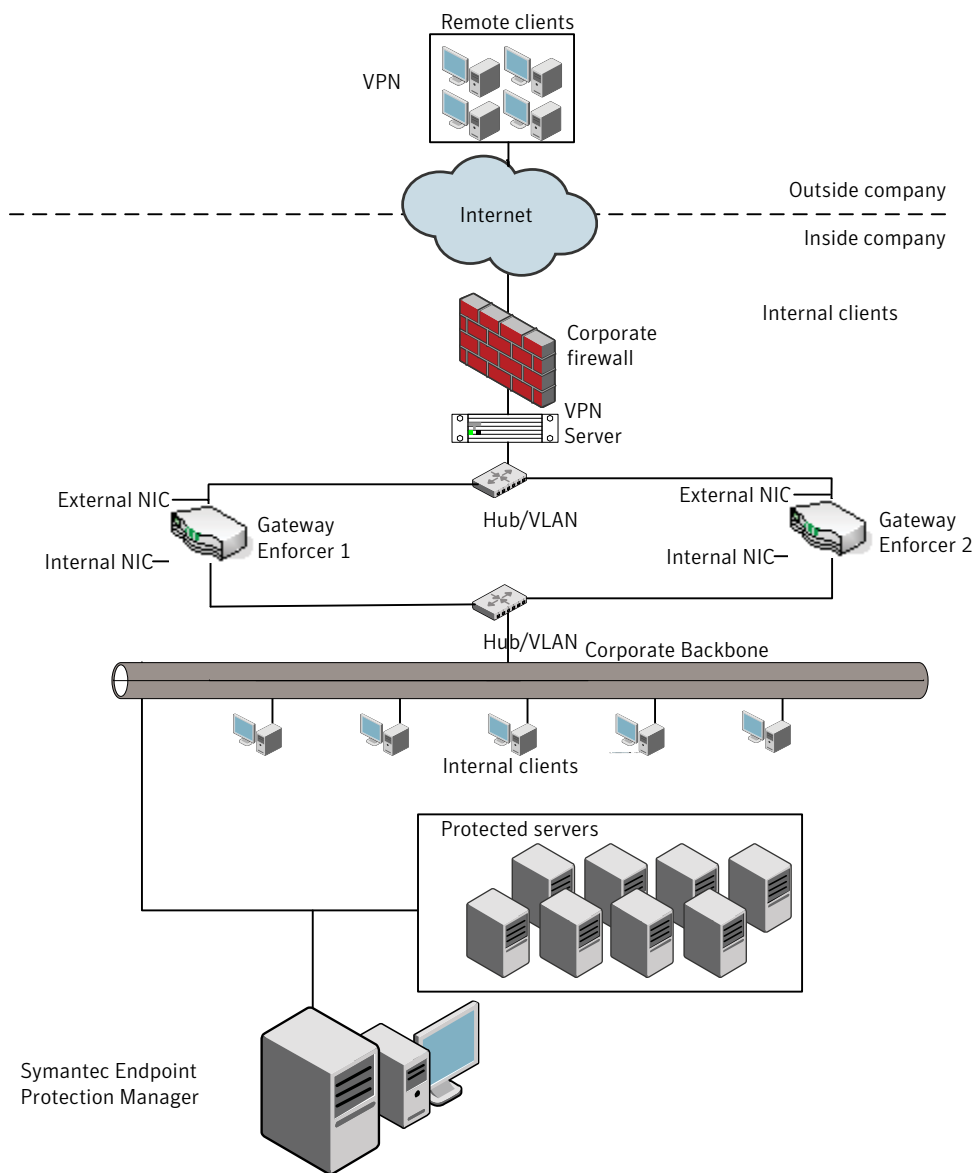 Remote clients
VPN
Internet
Outside company
Inside company
Internal clients
Corporate
firewall
VPN
Server
External NIC
Hub/VLAN
External NIC
Gateway
Enforcer 1
Gateway
Enforcer 2
Internal NIC
Internal NIC
Hub/VLAN
Corporate Backbone
Internal clients
Protected servers
Symantec Endpoint
Protection Manager